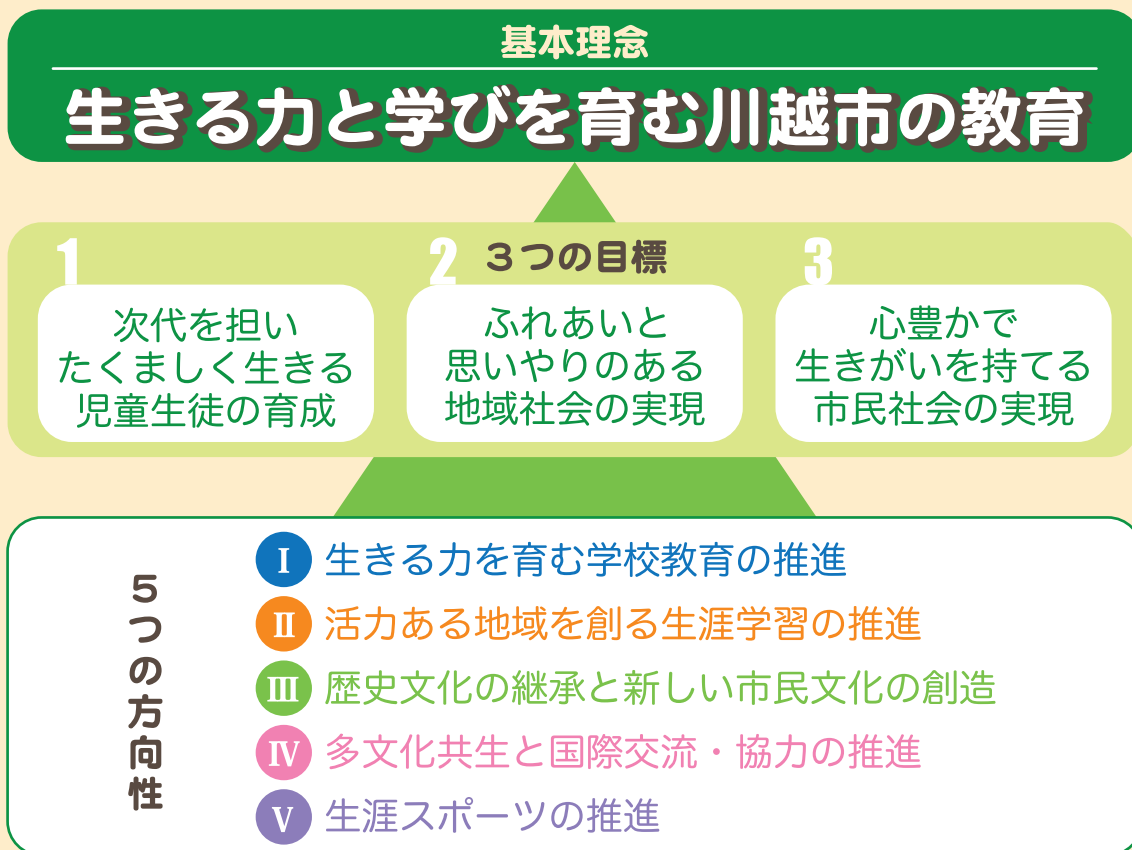 基本理念
生きる力と学びを育む川越市の教育
3つの目標
1
次代を担い
たくましく生きる
児童生徒の育成
2
ふれあいと
思いやりのある
地域社会の実現
3
心豊かで
生きがいを持てる
市民社会の実現
5つの方向性
Ⅰ 生きる力を育む学校教育の推進
Ⅱ 活力ある地域を創る生涯学習の推進
Ⅲ 歴史文化の継承と新しい市民文化の創造
Ⅳ 多文化共生と国際交流・協力の推進
Ⅴ 生涯スポーツの推進